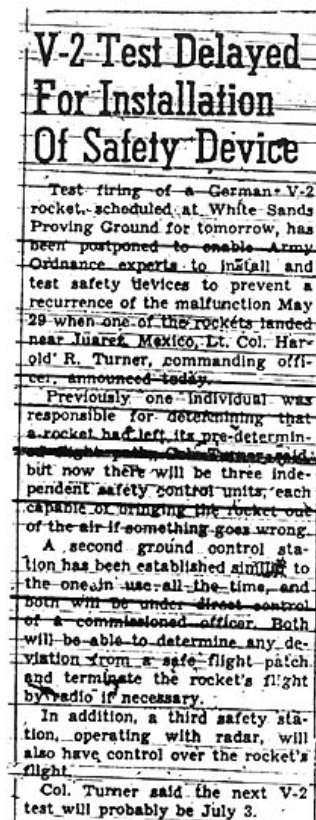 V-2 Test Delayed
For Installation
Of Safety Device
Test firing of a German V-2
rocket, scheduled at White Sands
Proving Ground for tomorrow, has
been postponed to enable Army
Ordnance experts to install and
test safety devices to prevent a
recurrence of the malfunction May
29 when one of the rockets landed
near Juarez, Mexico, Lt. Col. Har-
old R. Turner, commanding offi-
cer, announced today.
Previously one individual was
responsible for determining that
a rocket had left its pre-determin-
ed flight path, Col. Turner said,
but now there will be three inde-
pendent safety control units, each
capable of bringing the rocket out
of the air if something goes wrong.
A second ground control sta-
tion has been established similar to
the one in use all the time, and
both will be under direct control
of a commissioned officer. Both
will be able to determine any de-
viation from a safe flight patch
and terminate the rocket's flight
by radio if necessary.
In addition, a third safety sta-
tion, operating with radar, will
also have control over the rocket's
flight.
Col. Turner said the next V-2
test will probably be July 3.